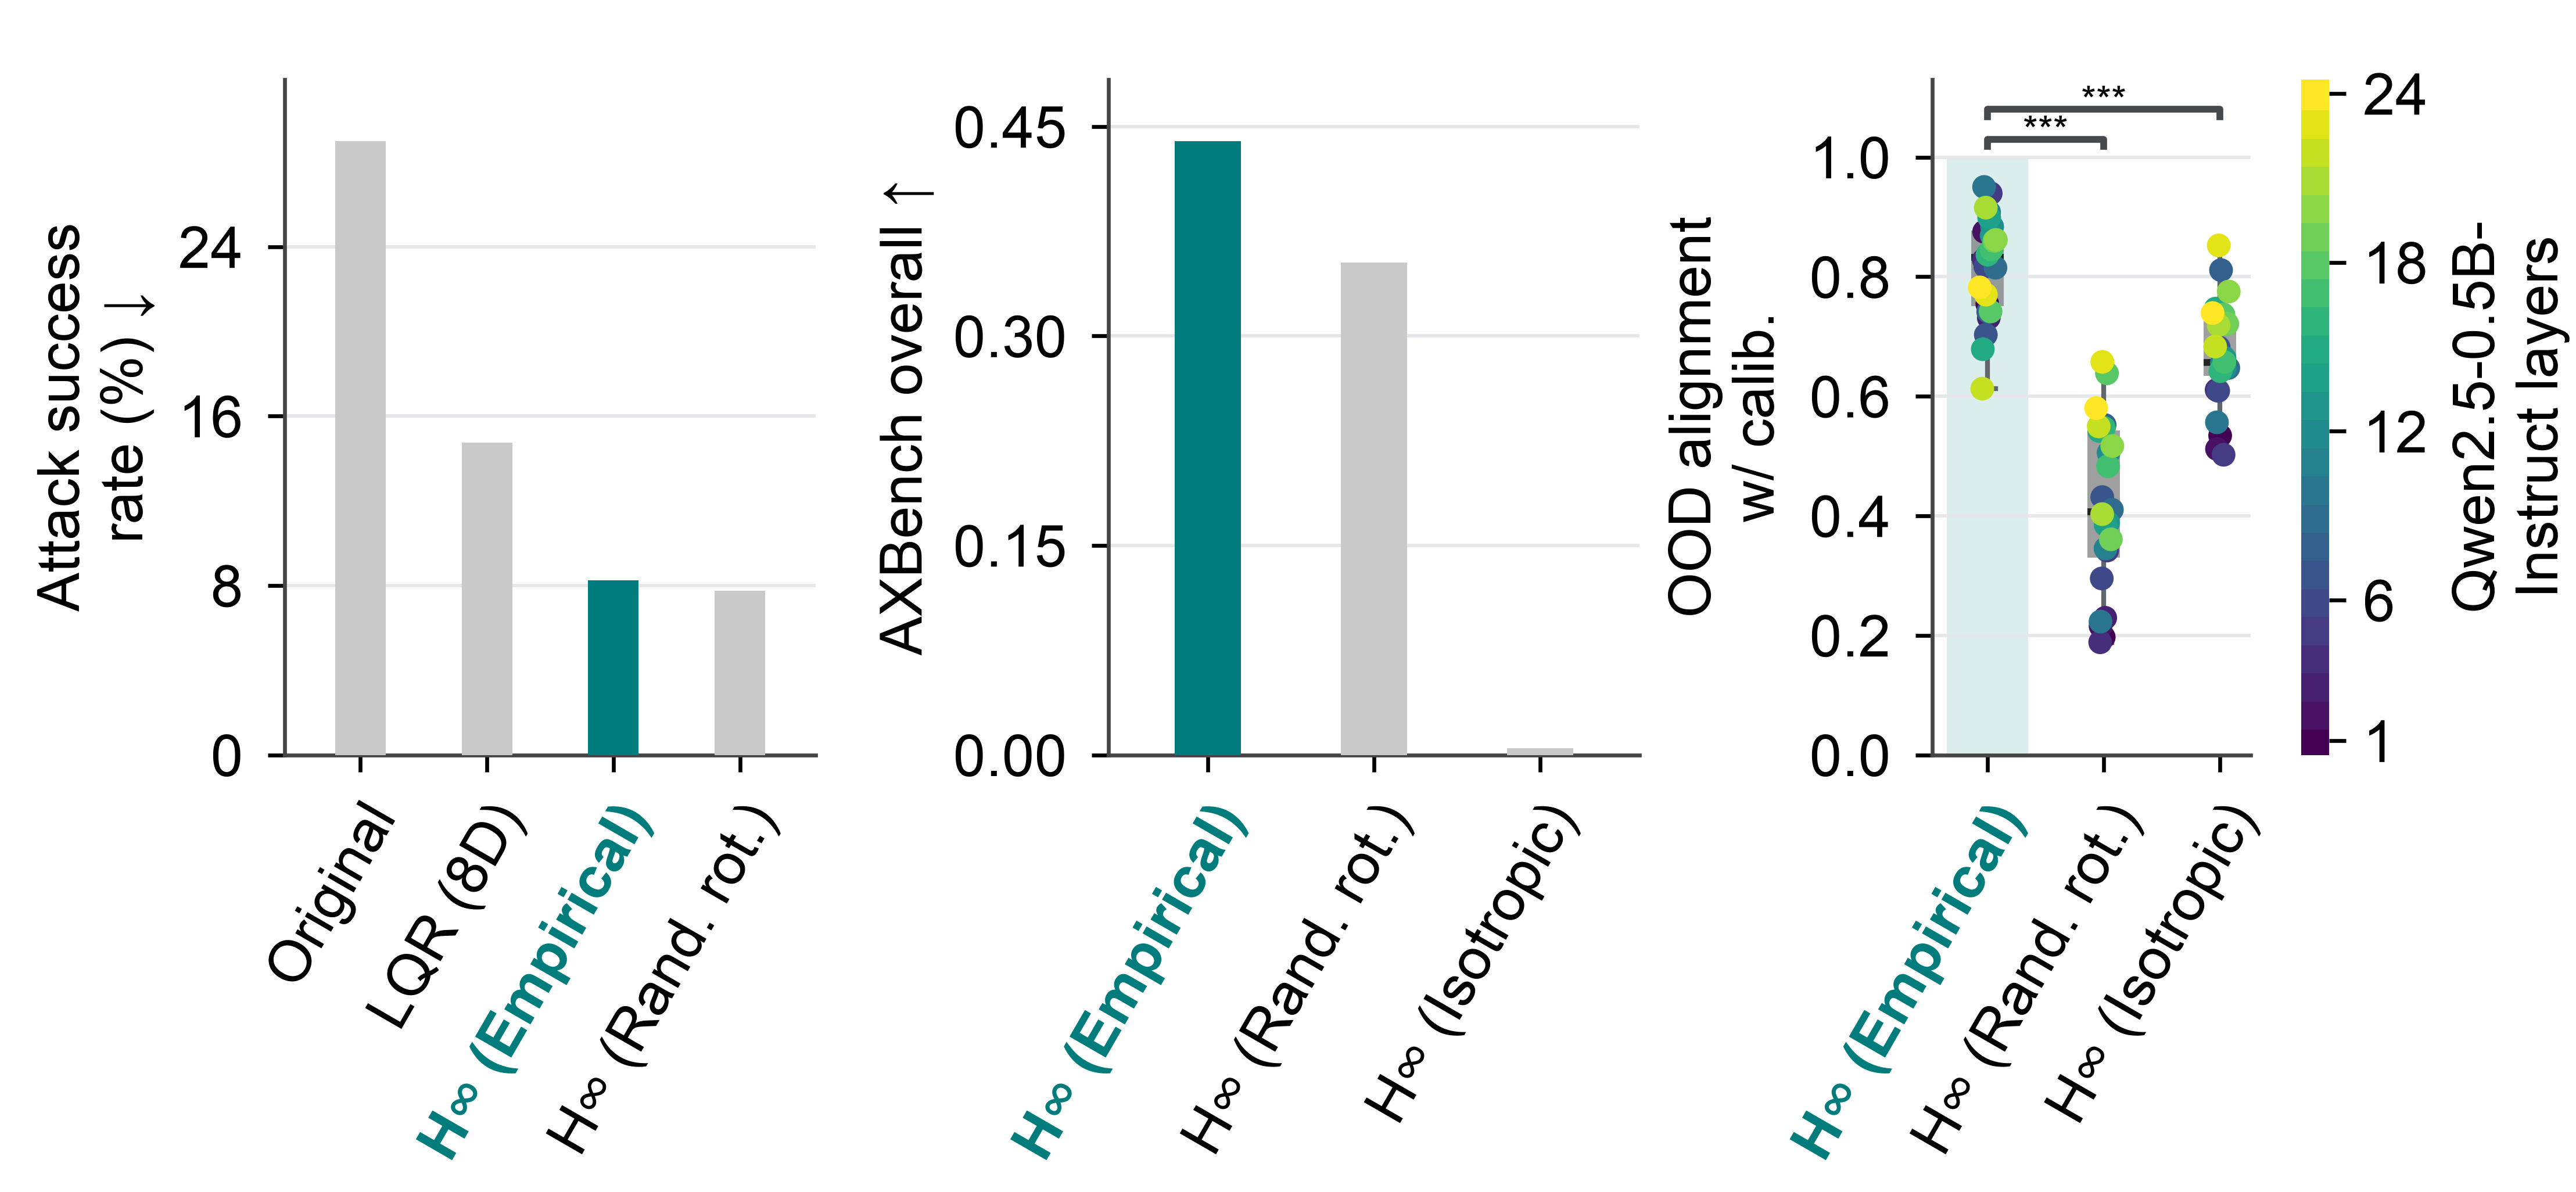 Attack success
rate (%) ↓
24
16
8
0
Original
LQR (8D)
H∞ (Empirical)
H∞ (Rand. rot.)
AXBench overall ↑
0.45
0.30
0.15
0.00
H∞ (Empirical)
H∞ (Rand. rot.)
H∞ (Isotropic)
OOD alignment
w/ calib.
1.0
0.8
0.6
0.4
0.2
0.0
***
***
H∞ (Empirical)
H∞ (Rand. rot.)
H∞ (Isotropic)
24
18
12
6
1
Qwen2.5-0.5B-
Instruct layers